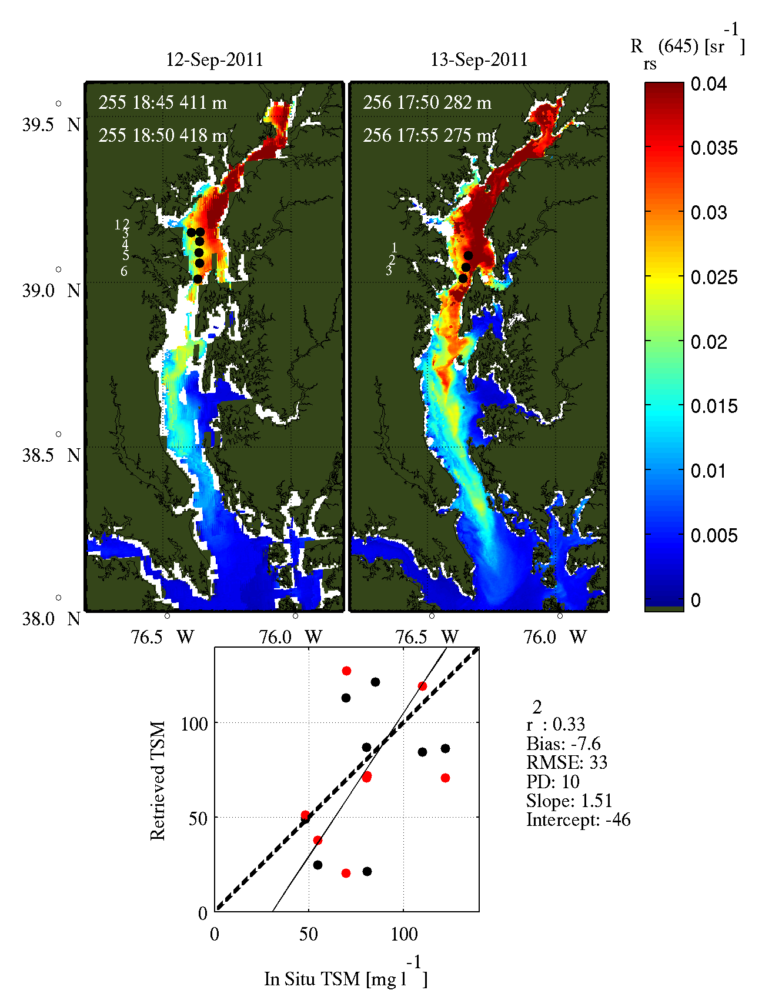 12-Sep-2011
13-Sep-2011
R rs (645) [sr -1 ]
255 18:45 411 m
255 18:50 418 m
256 17:50 282 m
256 17:55 275 m
39.5 ° N
39.0 ° N
38.5 ° N
38.0 ° N
1 2
3
4
5
6
1
2
3
76.5 ° W
76.0 ° W
76.5 ° W
76.0 ° W
0.04
0.035
0.03
0.025
0.02
0.015
0.01
0.005
0
Retrieved TSM
100
50
0
0
50
100
In Situ TSM [mg l -1 ]
r 2 : 0.33
Bias: -7.6
RMSE: 33
PD: 10
Slope: 1.51
Intercept: -46